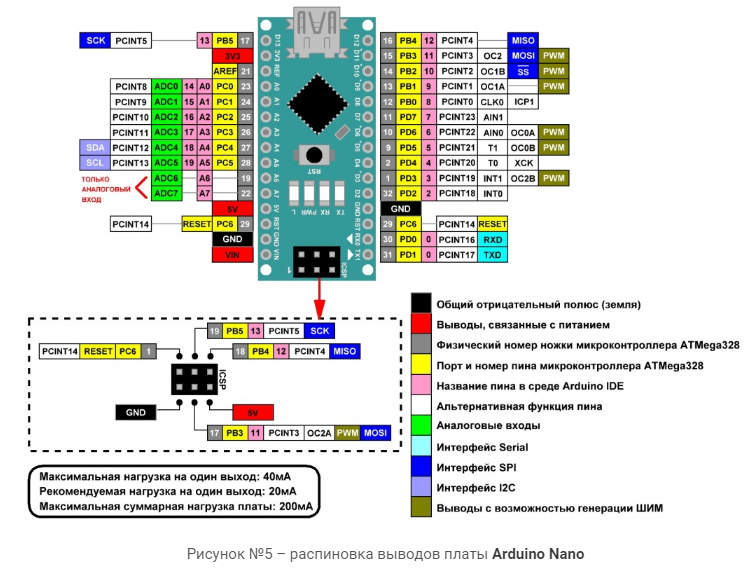 SCK PCINT5 13 PB5 17 D13 D12 16 PB4 12 PCINT4 MISO
3V3 3V3 D11 15 PB3 11 PCINT3 OC2 MOSI PWM
AREF 21 REF D10 14 PB2 10 PCINT2 OC1B SS PWM
PCINT8 ADC0 14 A0 PC0 23 A0 D9 13 PB1 9 PCINT1 OC1A PWM
PCINT9 ADC1 15 A1 PC1 24 A1 D8 12 PB0 8 PCINT0 CLK0 ICP1
PCINT10 ADC2 16 A2 PC2 25 A2 D7 11 PD7 7 PCINT23 AIN1
PCINT11 ADC3 17 A3 PC3 26 A3 D6 10 PD6 6 PCINT22 AIN0 OC0A PWM
SDA PCINT12 ADC4 18 A4 PC4 27 A4 D5 9 PD5 5 PCINT21 T1 OC0B PWM
SCL PCINT13 ADC5 19 A5 PC5 28 A5 D4 2 PD4 4 PCINT20 T0 XCK
ADC6 A6 19 A6 D3 1 PD3 3 PCINT19 INT1 OC2B PWM
ADC7 A7 22 A7 D2 32 PD2 2 PCINT18 INT0
ТОЛЬКО
АНАЛОГОВЫЙ
ВХОД
5V 5V GND GND
PCINT14 RESET PC6 29 RST RST 29 PC6 PCINT14 RESET
GND GND RX0 30 PD0 0 PCINT16 RXD
VIN VIN TX1 31 PD1 0 PCINT17 TXD
RST
L PWR RX TX
1 ICSP
19 PB5 13 PCINT5 SCK
PCINT14 RESET PC6 1
18 PB4 12 PCINT4 MISO
ICSP
GND
5V
17 PB3 11 PCINT3 OC2A PWM MOSI
Общий отрицательный полюс (земля)
Выводы, связанные с питанием
Физический номер ножки микроконтроллера ATMega328
Порт и номер пина микроконтроллера ATMega328
Название пина в среде Arduino IDE
Альтернативная функция пина
Аналоговые входы
Интерфейс Serial
Интерфейс SPI
Интерфейс I2C
Выводы с возможностью генерации ШИМ
Максимальная нагрузка на один выход: 40мА
Рекомендуемая нагрузка на один выход: 20мА
Максимальная суммарная нагрузка платы: 200мА
Рисунок №5 – распиновка выводов платы Arduino Nano